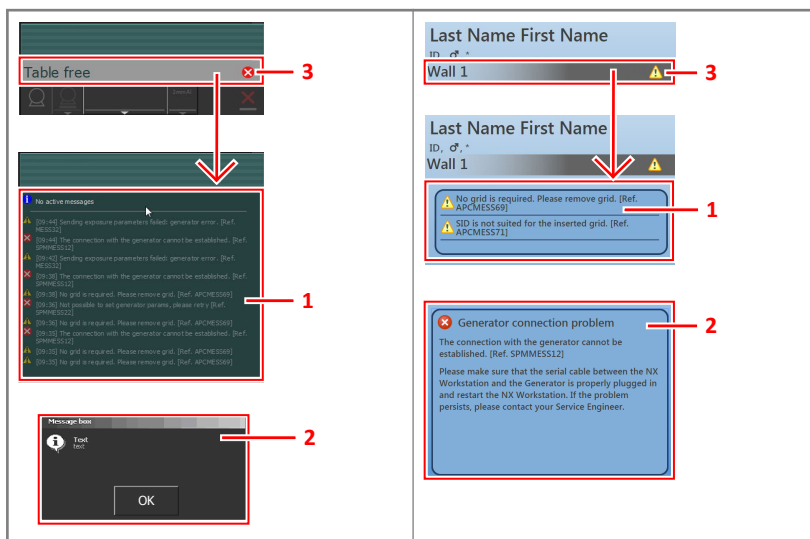 Table free
3
2mmAl
No active messages
[09:44] Sending exposure parameters failed: generator error. [Ref.
MESS32]
[09:44] The connection with the generator cannot be established. [Ref.
SPMMESS12]
[09:42] Sending exposure parameters failed: generator error. [Ref.
MESS32]
[09:38] The connection with the generator cannot be established. [Ref.
SPMMESS12]
[09:38] No grid is required. Please remove grid. [Ref. APCMESS69]
[09:36] Not possible to set generator params, please retry [Ref.
SPMMESS22]
[09:36] No grid is required. Please remove grid. [Ref. APCMESS69]
[09:35] The connection with the generator cannot be established. [Ref.
SPMMESS12]
[09:35] No grid is required. Please remove grid. [Ref. APCMESS69]
[09:35] No grid is required. Please remove grid. [Ref. APCMESS69]
1
Message box
Text
text
OK
2
Last Name First Name
ID, ♂, *
Wall 1
3
Last Name First Name
ID, ♂, *
Wall 1
No grid is required. Please remove grid. [Ref.
APCMESS69]
SID is not suited for the inserted grid. [Ref.
APCMESS71]
1
Generator connection problem
The connection with the generator cannot be
established. [Ref. SPMMESS12]
Please make sure that the serial cable between the NX
Workstation and the Generator is properly plugged in
and restart the NX Workstation. If the problem
persists, please contact your Service Engineer.
2